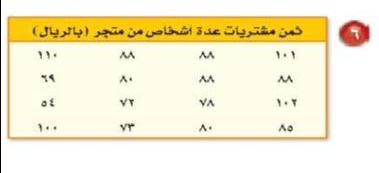 ٦
ثمن مشتريات عدة أشخاص من متجر (بالريال)
١٠١ ٨٨ ٨٨ ١١٠
٨٨ ٨٨ ٨٠ ٦٩
١٠٢ ٧٨ ٧٢ ٥٤
٨٥ ٨٠ ٧٣ ١٠٠